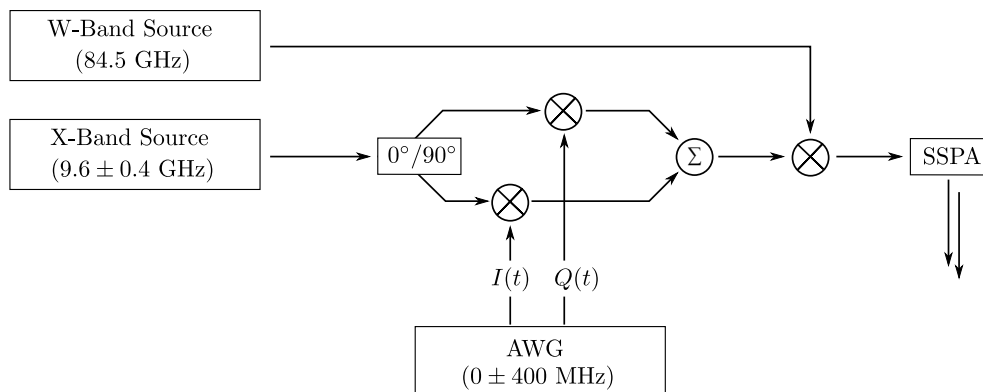 W-Band Source
(84.5 GHz)
X-Band Source
(9.6 ± 0.4 GHz)
0°/90°
Σ
SSPA
I(t)
Q(t)
AWG
(0 ± 400 MHz)